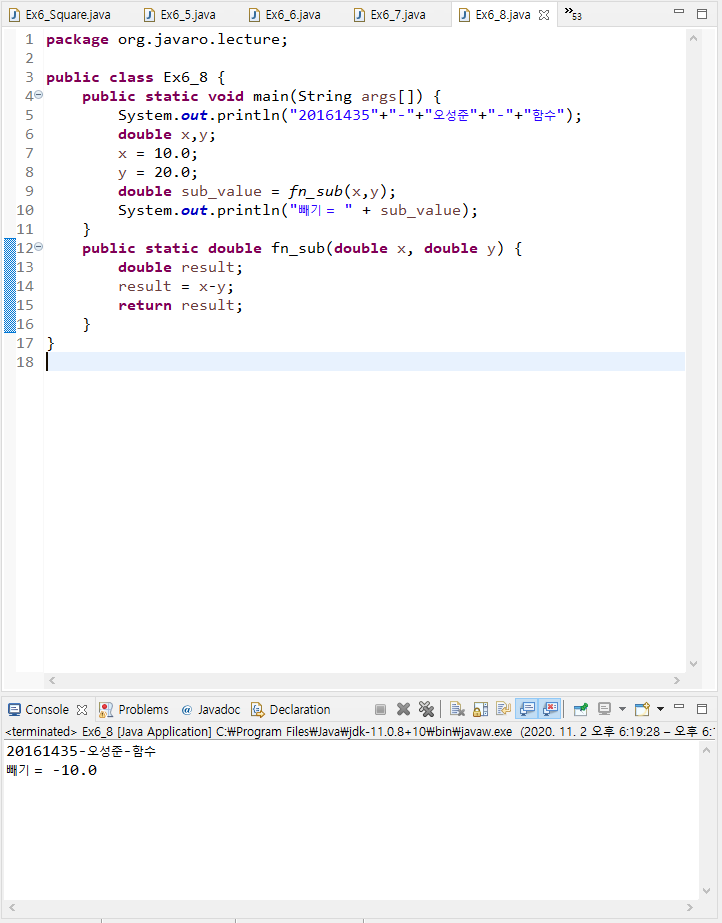 Ex6_Square.java Ex6_5.java Ex6_6.java Ex6_7.java Ex6_8.java »53
1 package org.javaro.lecture;
2
3 public class Ex6_8 {
4 public static void main(String args[]) {
5 System.out.println("20161435"+"-"+"오성준"+"-"+"함수");
6 double x,y;
7 x = 10.0;
8 y = 20.0;
9 double sub_value = fn_sub(x,y);
10 System.out.println("빼기 = " + sub_value);
11 }
12 public static double fn_sub(double x, double y) {
13 double result;
14 result = x-y;
15 return result;
16 }
17 }
18
Console Problems @ Javadoc Declaration
<terminated> Ex6_8 [Java Application] C:₩Program Files₩Java₩jdk-11.0.8+10₩bin₩javaw.exe (2020. 11. 2 오후 6:19:28 – 오후 6:1
20161435-오성준-함수
빼기 = -10.0